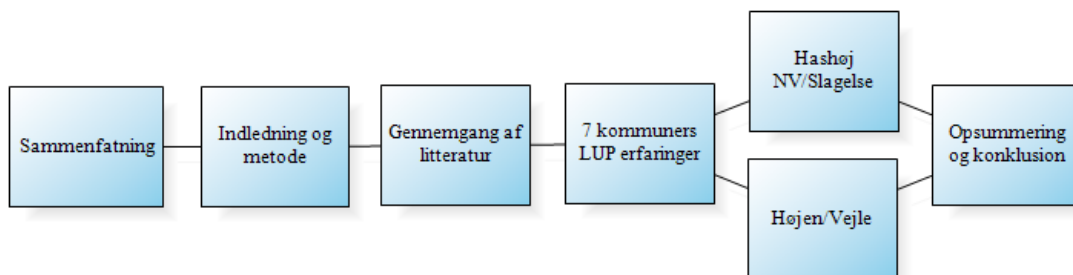 Sammenfatning
Indledning og
metode
Gennemgang af
litteratur
7 kommuners
LUP erfaringer
Hashøj
NV/Slagelse
Højen/Vejle
Opsummering
og konklusion